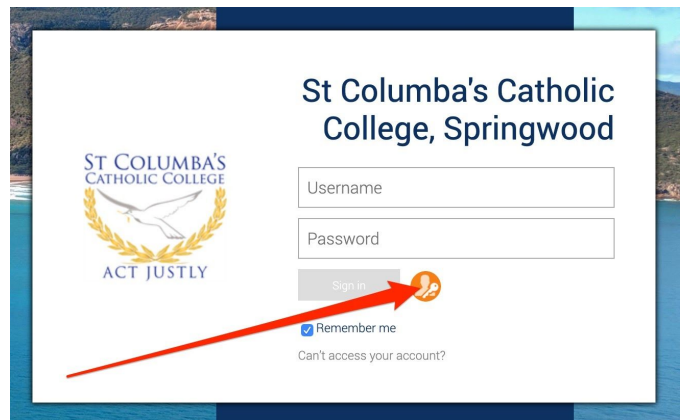 St Columba's Catholic
College, Springwood
ST COLUMBA'S
CATHOLIC COLLEGE
ACT JUSTLY
Username
Password
Sign in
Remember me
Can't access your account?